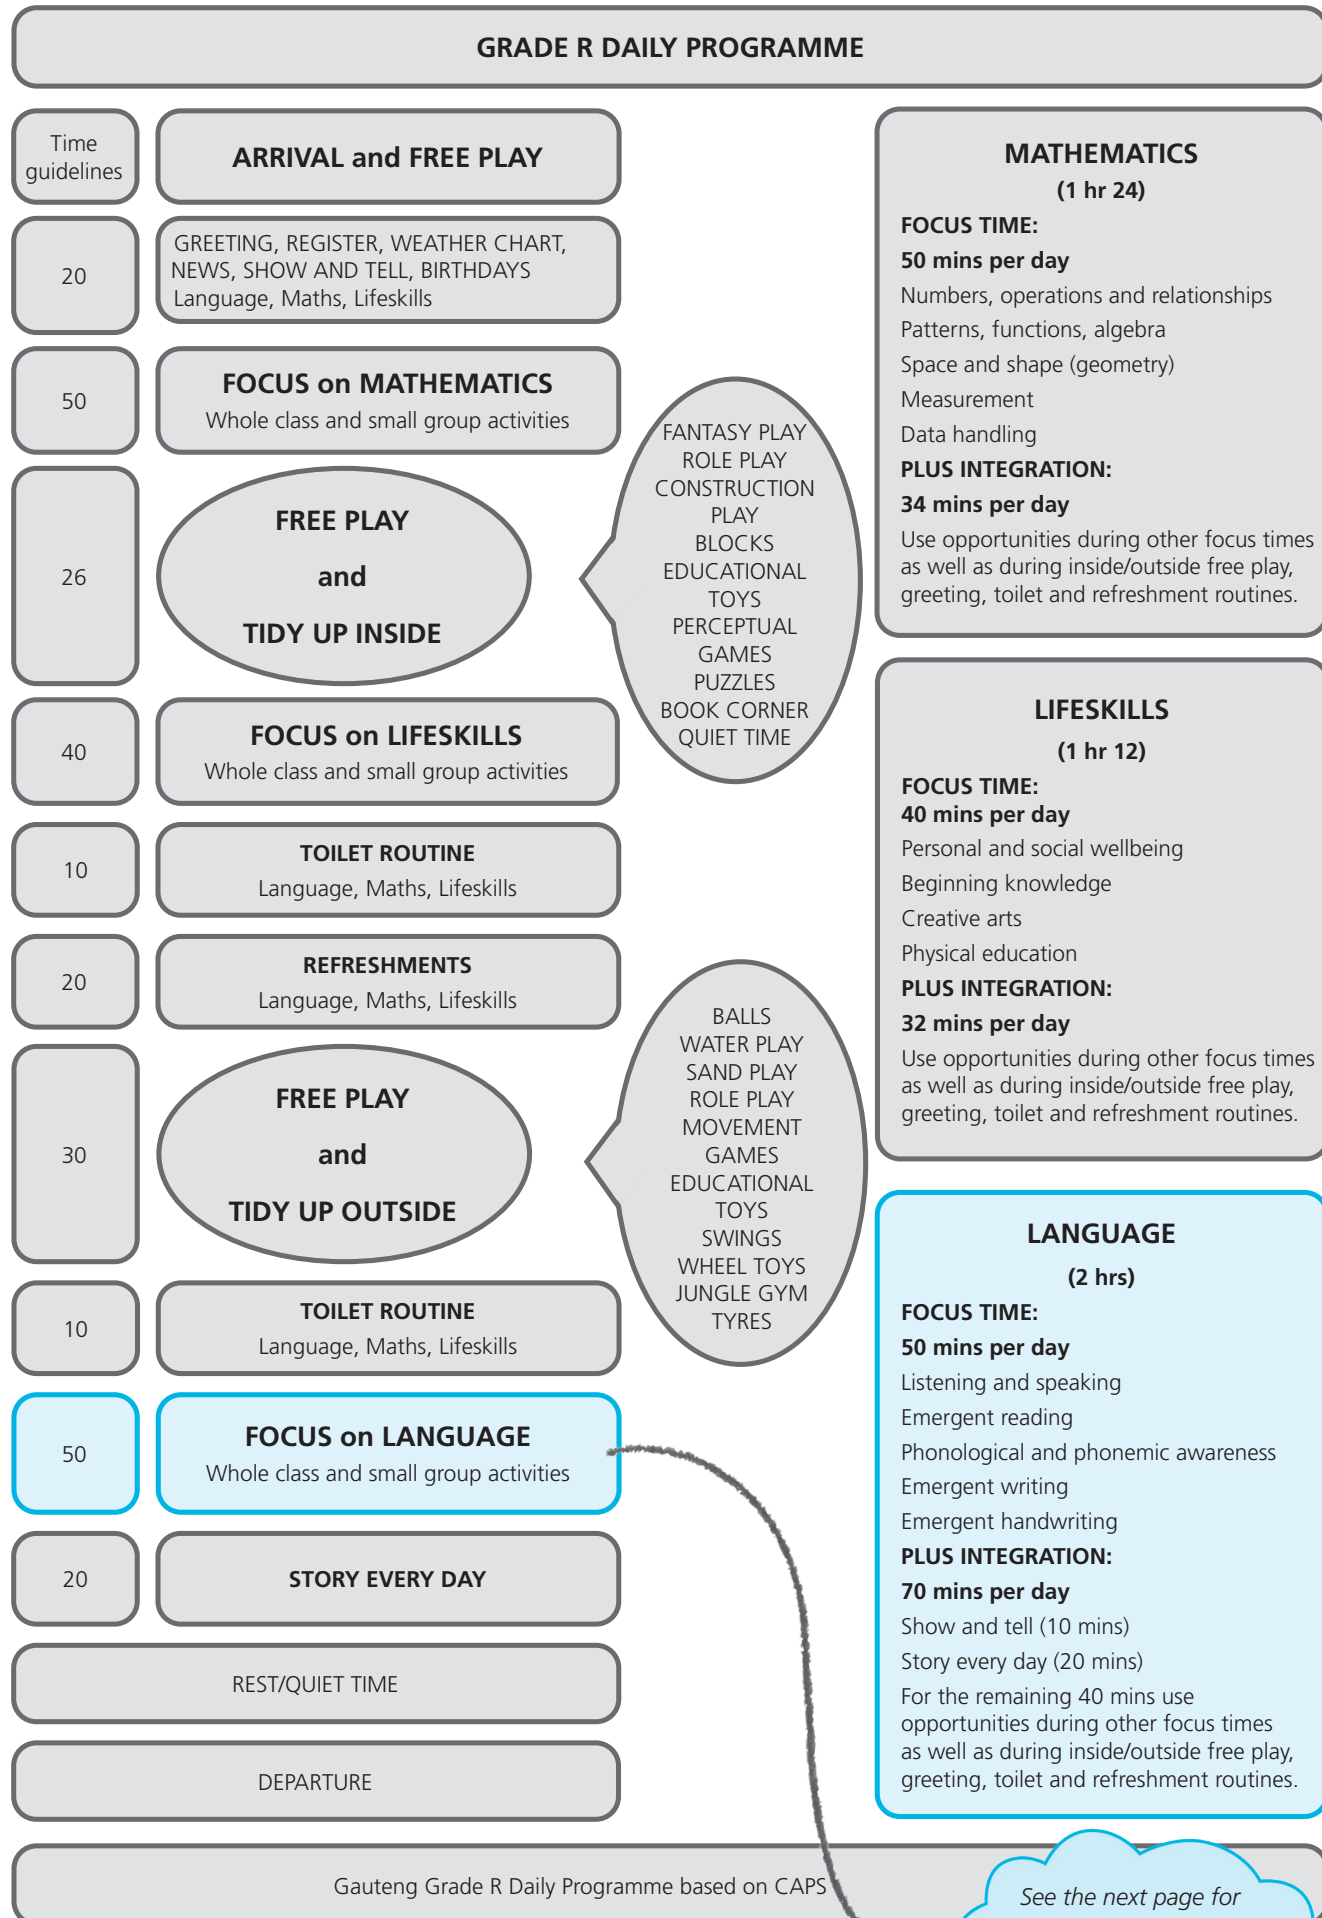 GRADE R DAILY PROGRAMME
Time
guidelines
ARRIVAL and FREE PLAY
20
GREETING, REGISTER, WEATHER CHART,
NEWS, SHOW AND TELL, BIRTHDAYS
Language, Maths, Lifeskills
50
FOCUS on MATHEMATICS
Whole class and small group activities
26
FREE PLAY
and
TIDY UP INSIDE
FANTASY PLAY
ROLE PLAY
CONSTRUCTION
PLAY
BLOCKS
EDUCATIONAL
TOYS
PERCEPTUAL
GAMES
PUZZLES
BOOK CORNER
QUIET TIME
40
FOCUS on LIFESKILLS
Whole class and small group activities
10
TOILET ROUTINE
Language, Maths, Lifeskills
20
REFRESHMENTS
Language, Maths, Lifeskills
30
FREE PLAY
and
TIDY UP OUTSIDE
BALLS
WATER PLAY
SAND PLAY
ROLE PLAY
MOVEMENT
GAMES
EDUCATIONAL
TOYS
SWINGS
WHEEL TOYS
JUNGLE GYM
TYRES
10
TOILET ROUTINE
Language, Maths, Lifeskills
50
FOCUS on LANGUAGE
Whole class and small group activities
20
STORY EVERY DAY
REST/QUIET TIME
DEPARTURE
MATHEMATICS
(1 hr 24)
FOCUS TIME:
50 mins per day
Numbers, operations and relationships
Patterns, functions, algebra
Space and shape (geometry)
Measurement
Data handling
PLUS INTEGRATION:
34 mins per day
Use opportunities during other focus times
as well as during inside/outside free play,
greeting, toilet and refreshment routines.
LIFESKILLS
(1 hr 12)
FOCUS TIME:
40 mins per day
Personal and social wellbeing
Beginning knowledge
Creative arts
Physical education
PLUS INTEGRATION:
32 mins per day
Use opportunities during other focus times
as well as during inside/outside free play,
greeting, toilet and refreshment routines.
LANGUAGE
(2 hrs)
FOCUS TIME:
50 mins per day
Listening and speaking
Emergent reading
Phonological and phonemic awareness
Emergent writing
Emergent handwriting
PLUS INTEGRATION:
70 mins per day
Show and tell (10 mins)
Story every day (20 mins)
For the remaining 40 mins use
opportunities during other focus times
as well as during inside/outside free play,
greeting, toilet and refreshment routines.
Gauteng Grade R Daily Programme based on CAPS
See the next page for